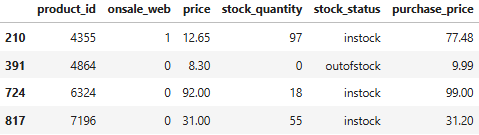 product_id onsale_web price stock_quantity stock_status purchase_price
210 4355 1 12.65 97 instock 77.48
391 4864 0 8.30 0 outofstock 9.99
724 6324 0 92.00 18 instock 99.00
817 7196 0 31.00 55 instock 31.20